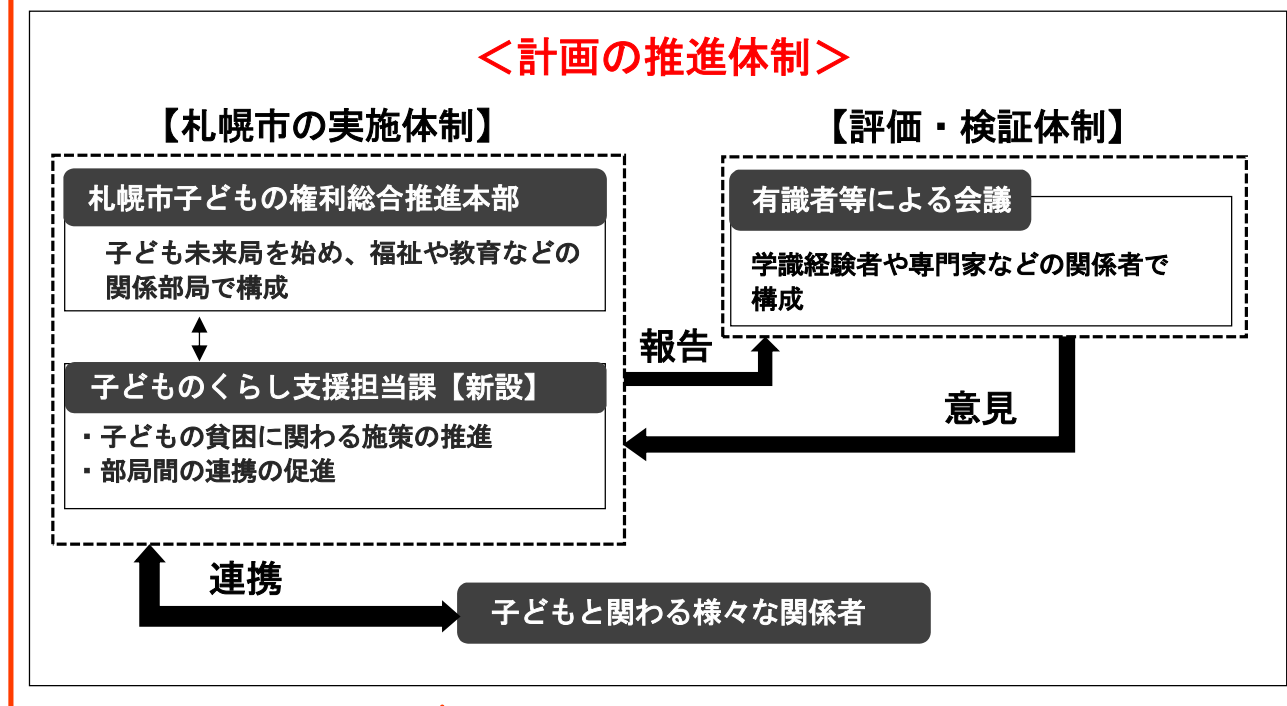 ＜計画の推進体制＞
【札幌市の実施体制】
札幌市子どもの権利総合推進本部
子ども未来局を始め、福祉や教育などの
関係部局で構成
子どものくらし支援担当課【新設】
・子どもの貧困に関わる施策の推進
・部局間の連携の促進
【評価・検証体制】
有識者等による会議
学識経験者や専門家などの関係者で
構成
報告
意見
連携
子どもと関わる様々な関係者